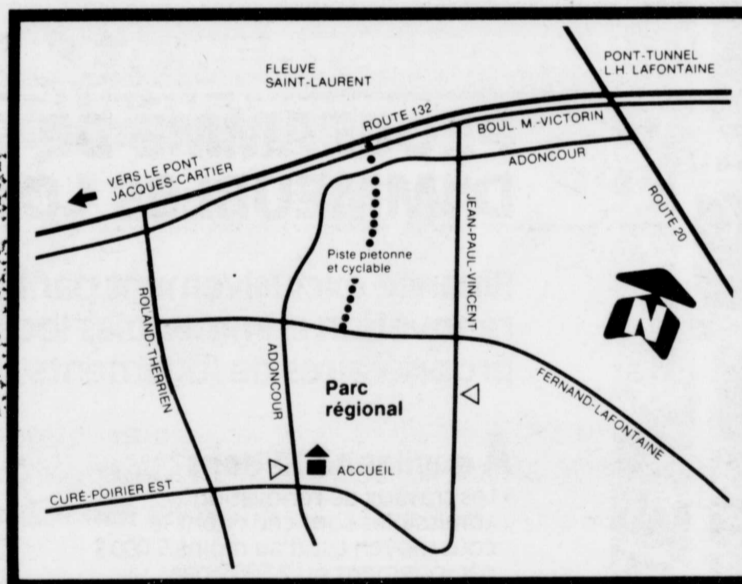 FLEUVE
SAINT-LAURENT
PONT-TUNNEL
L.H. LAFONTAINE
ROUTE 132
BOUL. M-VICTORIN
ADONCOUR
VERS LE PONT
JACQUES-CARTIER
ROUTE 20
JEAN-PAUL-VINCENT
Piste piétonne
et cyclable
N
ROLAND-THERRIEN
ADONCOUR
Parc
régional
FERNAND-LAFONTAINE
ACCUEIL
CURÉ-POIRIER EST